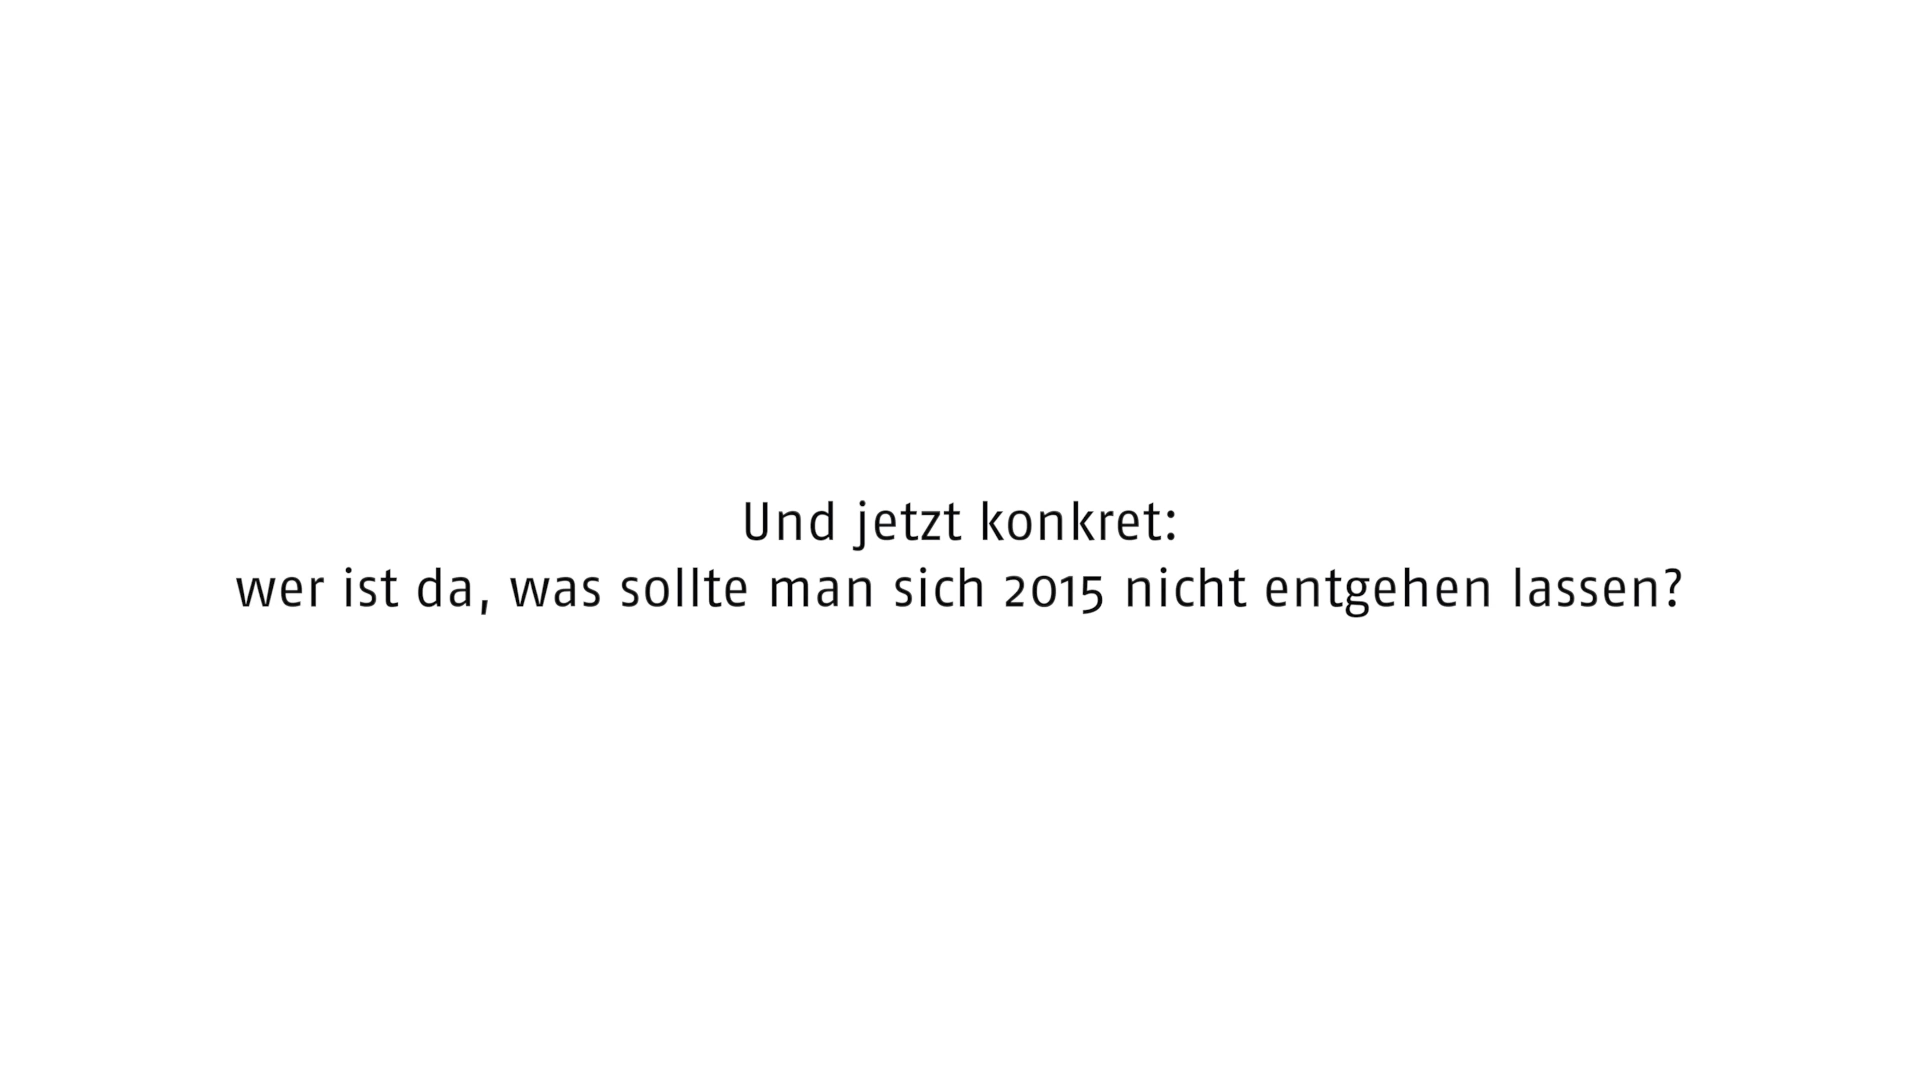 Und jetzt konkret:
wer ist da, was sollte man sich 2015 nicht entgehen lassen?